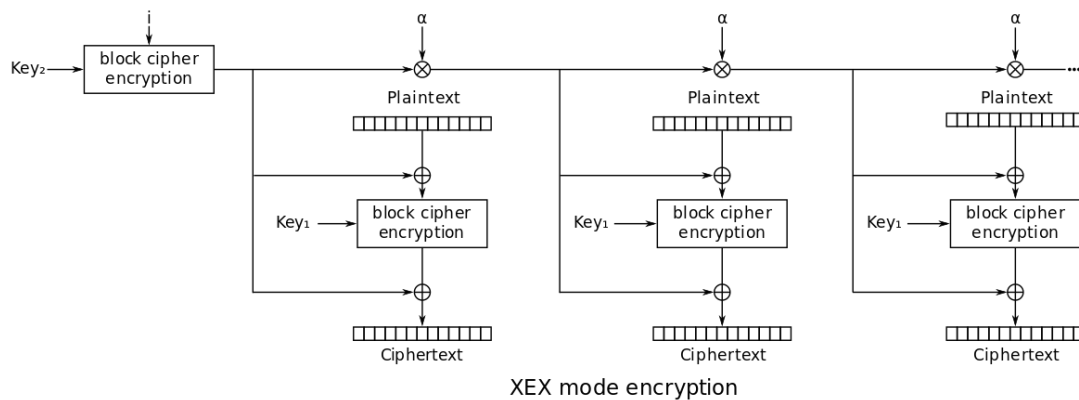 i
α
α
α
Key₂
block cipher
encryption
...
Plaintext
Plaintext
Plaintext
Key₁
block cipher
encryption
Key₁
block cipher
encryption
Key₁
block cipher
encryption
Ciphertext
Ciphertext
Ciphertext
XEX mode encryption